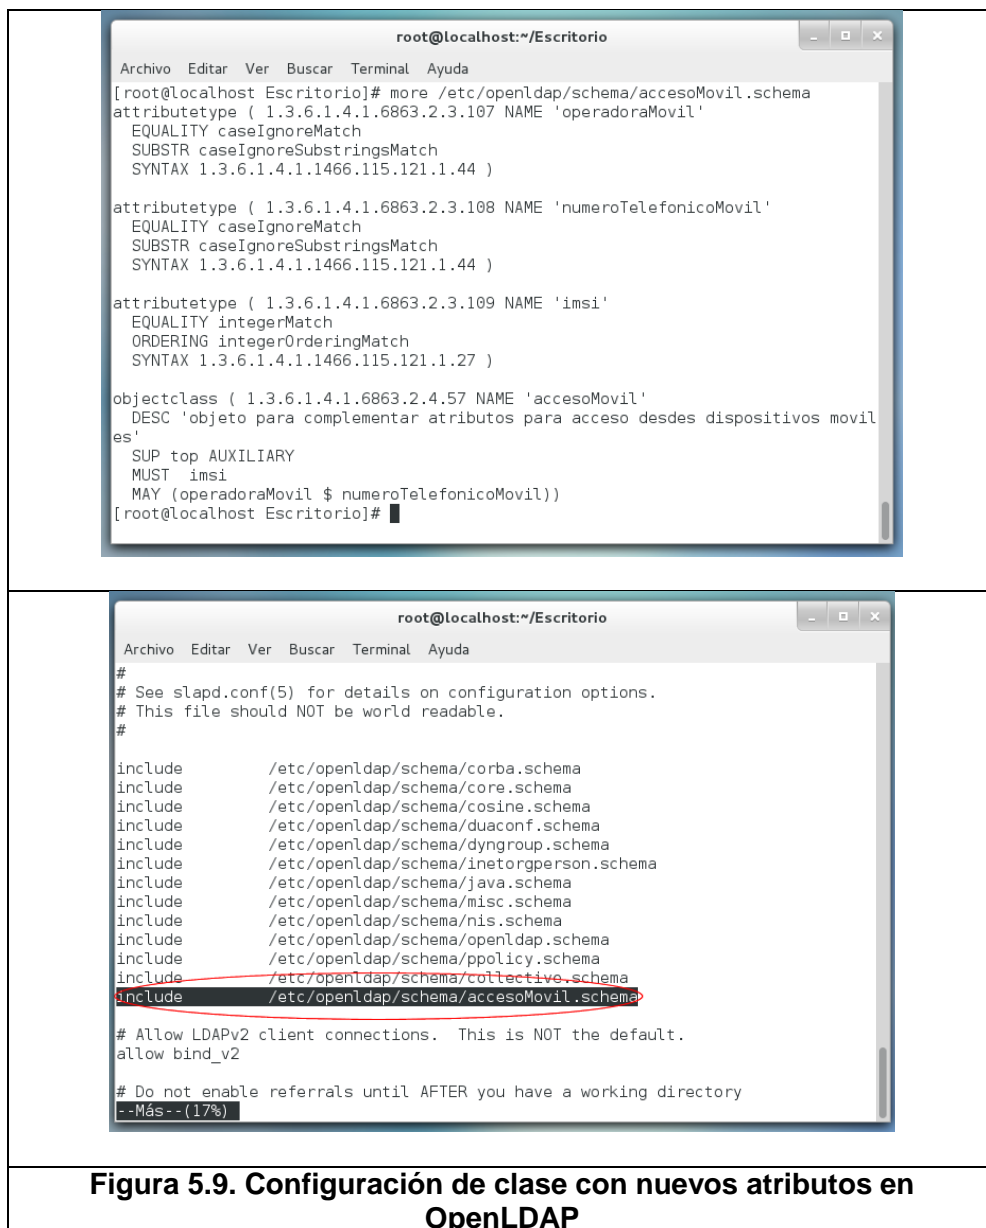 root@localhost:~/Escritorio
Archivo Editar Ver Buscar Terminal Ayuda
[root@localhost Escritorio]# more /etc/openldap/schema/accesoMovil.schema
attributetype ( 1.3.6.1.4.1.6863.2.3.107 NAME 'operadoraMovil'
  EQUALITY caseIgnoreMatch
  SUBSTR caseIgnoreSubstringsMatch
  SYNTAX 1.3.6.1.4.1.1466.115.121.1.44 )
attributetype ( 1.3.6.1.4.1.6863.2.3.108 NAME 'numeroTelefonicoMovil'
  EQUALITY caseIgnoreMatch
  SUBSTR caseIgnoreSubstringsMatch
  SYNTAX 1.3.6.1.4.1.1466.115.121.1.44 )
attributetype ( 1.3.6.1.4.1.6863.2.3.109 NAME 'imsi'
  EQUALITY integerMatch
  ORDERING integerOrderingMatch
  SYNTAX 1.3.6.1.4.1.1466.115.121.1.27 )
objectclass ( 1.3.6.1.4.1.6863.2.4.57 NAME 'accesoMovil'
  DESC 'objeto para complementar atributos para acceso desdes dispositivos movil
es'
  SUP top AUXILIARY
  MUST  imsi
  MAY (operadoraMovil $ numeroTelefonicoMovil))
[root@localhost Escritorio]#
root@localhost:~/Escritorio
Archivo Editar Ver Buscar Terminal Ayuda
#
# See slapd.conf(5) for details on configuration options.
# This file should NOT be world readable.
#
include         /etc/openldap/schema/corba.schema
include         /etc/openldap/schema/core.schema
include         /etc/openldap/schema/cosine.schema
include         /etc/openldap/schema/duaconf.schema
include         /etc/openldap/schema/dyngroup.schema
include         /etc/openldap/schema/inetorgperson.schema
include         /etc/openldap/schema/java.schema
include         /etc/openldap/schema/misc.schema
include         /etc/openldap/schema/nis.schema
include         /etc/openldap/schema/openldap.schema
include         /etc/openldap/schema/ppolicy.schema
include         /etc/openldap/schema/collective.schema
include         /etc/openldap/schema/accesoMovil.schema
# Allow LDAPv2 client connections.  This is NOT the default.
allow bind_v2
# Do not enable referrals until AFTER you have a working directory
--Más--(17%)
Figura 5.9. Configuración de clase con nuevos atributos en
OpenLDAP